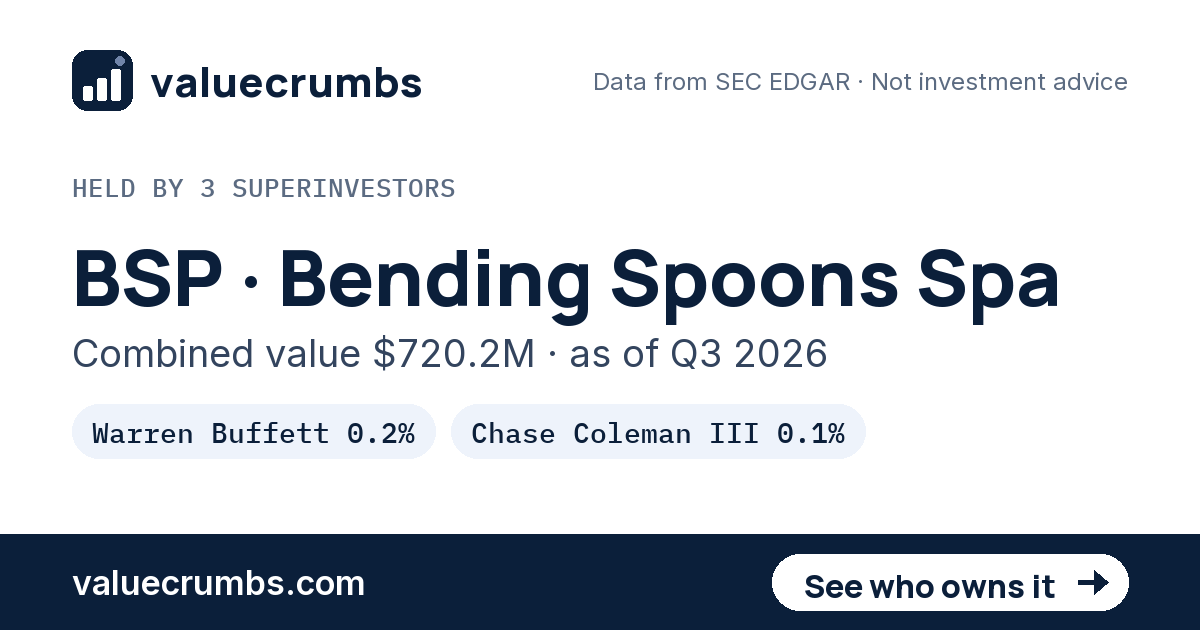 valuecrumbs
Data from SEC EDGAR · Not investment advice
HELD BY 3 SUPERINVESTORS
BSP · Bending Spoons Spa
Combined value $720.2M · as of Q3 2026
Warren Buffett 0.2%
Chase Coleman III 0.1%
valuecrumbs.com
See who owns it →